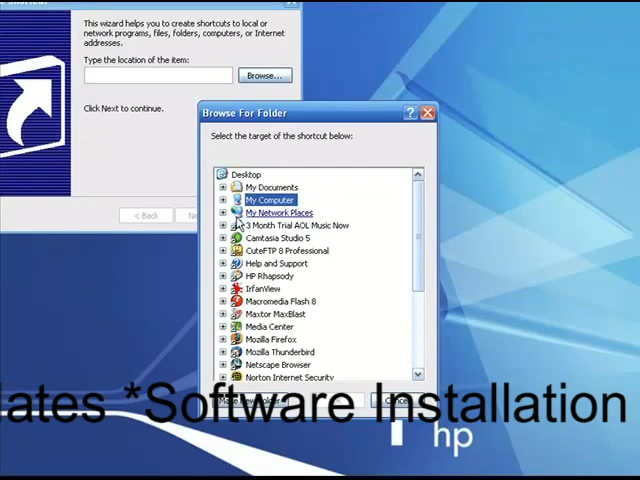 This wizard helps you to create shortcuts to local or
network programs, files, folders, computers, or Internet
addresses.
Type the location of the item:
Browse...
Click Next to continue.
< Back
Browse For Folder
Select the target of the shortcut below:
Desktop
My Documents
My Computer
My Network Places
3 Month Trial AOL Music Now
Camtasia Studio 5
CuteFTP 8 Professional
Help and Support
HP Rhapsody
IrfanView
Macromedia Flash 8
Maxtor MaxBlast
Media Center
Mozilla Firefox
Mozilla Thunderbird
Netscape Browser
Norton Internet Security
*Software Installation
hp